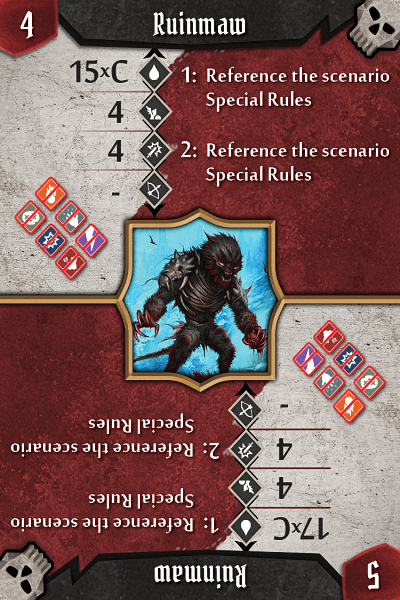 4
Ruinmaw
15xC
4
4
-
1: Reference the scenario
Special Rules
2: Reference the scenario
Special Rules
5
Ruinmaw
17xC
4
4
-
1: Reference the scenario
Special Rules
2: Reference the scenario
Special Rules